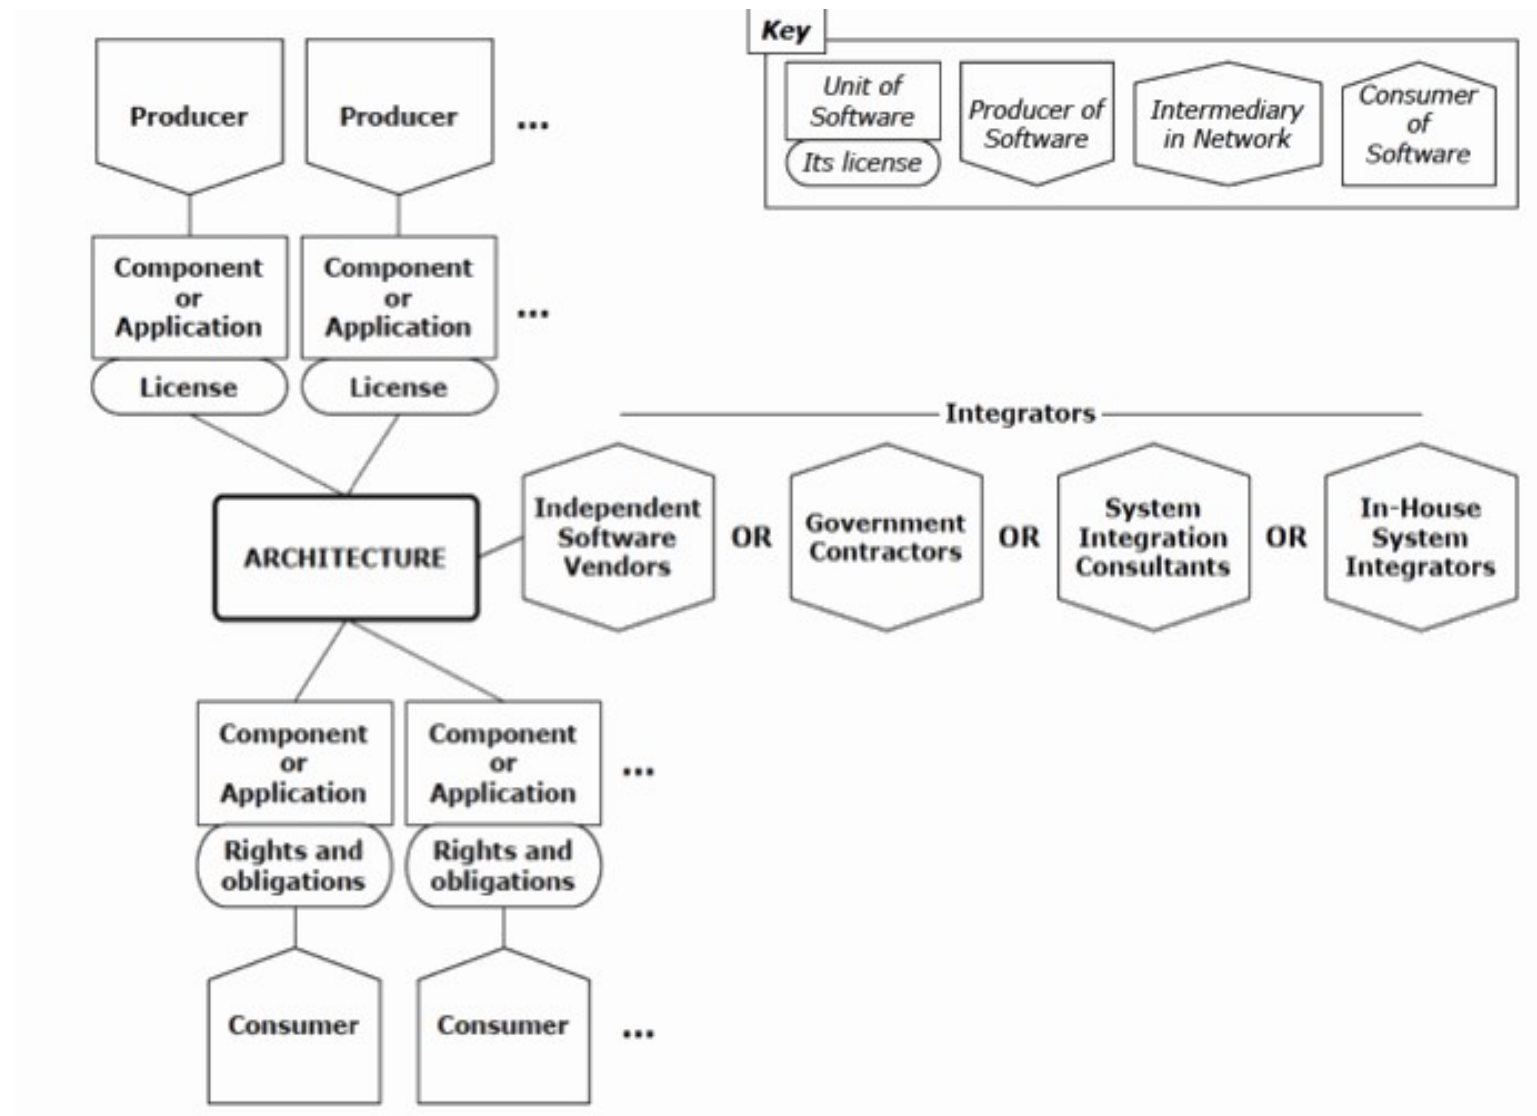 Key
Unit of
Software
Its license
Producer of
Software
Intermediary
in Network
Consumer
of
Software
Producer
Producer
...
Component
or
Application
License
Component
or
Application
License
...
Integrators
ARCHITECTURE
Independent
Software
Vendors
OR
Government
Contractors
OR
System
Integration
Consultants
OR
In-House
System
Integrators
Component
or
Application
Rights and
obligations
Component
or
Application
Rights and
obligations
...
Consumer
Consumer
...